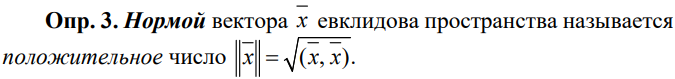 Опр. 3. Нормой вектора x̅ евклидова пространства называется
положительное число ‖x̅‖ = √(x̅, x̅).